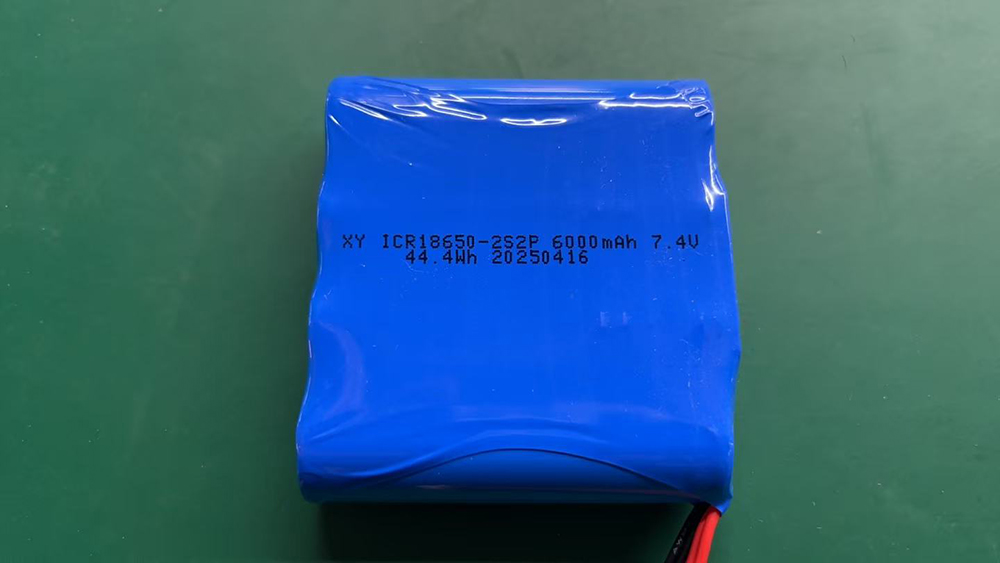 XY ICR18650-2S2P 6000mAh 7.4V
44.4Wh 20250416